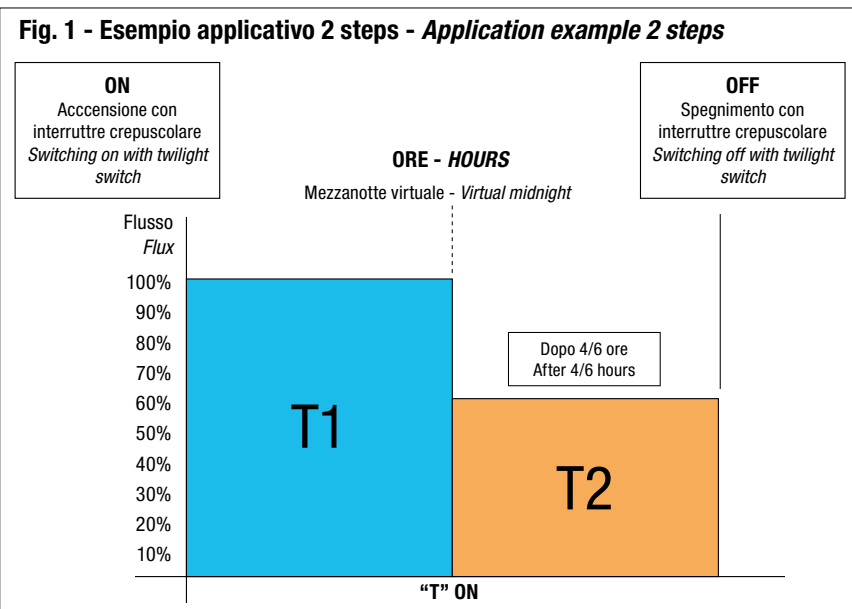 Fig. 1 - Esempio applicativo 2 steps - Application example 2 steps
ON
Acccensione con
interruttre crepuscolare
Switching on with twilight
switch
OFF
Spegnimento con
interruttre crepuscolare
Switching off with twilight
switch
ORE - HOURS
Mezzanotte virtuale - Virtual midnight
Flusso
Flux
100%
90%
80%
70%
60%
50%
40%
30%
20%
10%
T1
Dopo 4/6 ore
After 4/6 hours
T2
“T” ON